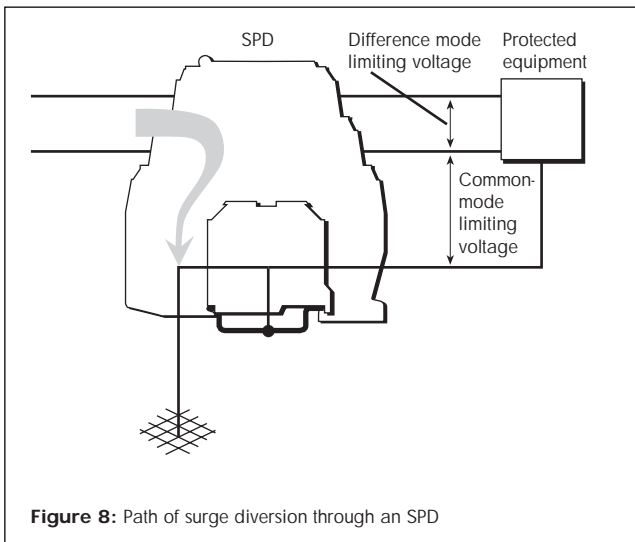 SPD
Difference mode
limiting voltage
Protected
equipment
Common-
mode
limiting
voltage
Figure 8: Path of surge diversion through an SPD